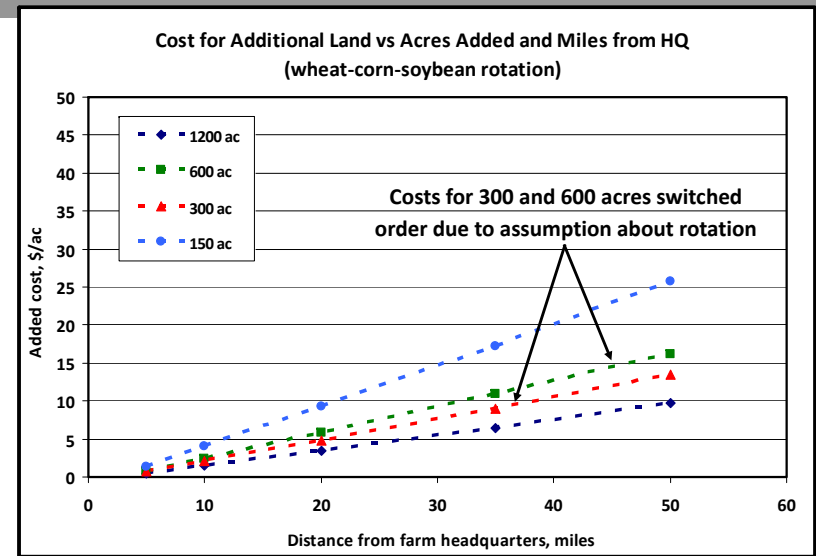 Cost for Additional Land vs Acres Added and Miles from HQ
(wheat-corn-soybean rotation)
50
45
40
35
30
25
20
15
10
5
0
Added cost, $/ac
1200 ac
600 ac
300 ac
150 ac
Costs for 300 and 600 acres switched
order due to assumption about rotation
0 10 20 30 40 50 60
Distance from farm headquarters, miles